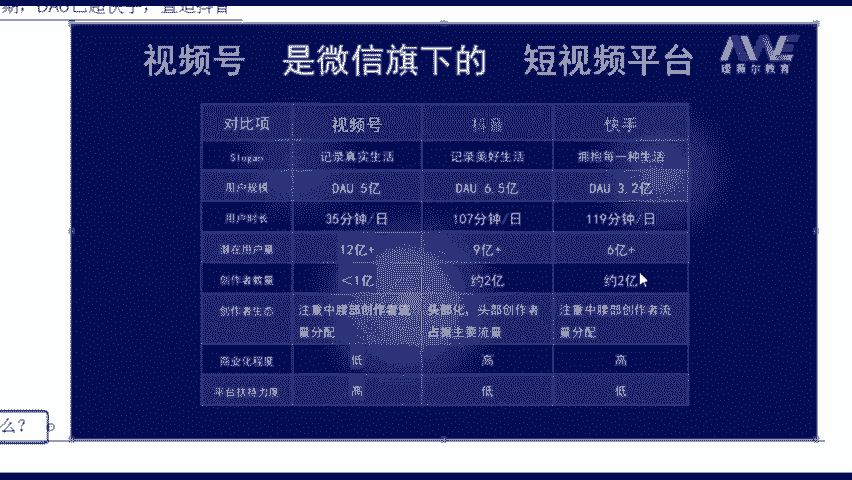 期，DAU已超快手，直追抖音
视频号 是微信旗下的 短视频平台
教育
对比项 视频号 抖音 快手
Slogan 记录真实生活 记录美好生活 拥抱每一种生活
用户规模 DAU 5亿 DAU 6.5亿 DAU 3.2亿
用户时长 35分钟/日 107分钟/日 119分钟/日
潜在用户量 12亿+ 9亿+ 6亿+
创作者数量 <1亿 约2亿 约2亿
创作者生态 注重中腰部创作者流 头部化，头部创作者 注重中腰部创作者流
量分配 占据主要流量 量分配
商业化程度 低 高 高
平台扶持力度 高 低 低
么？